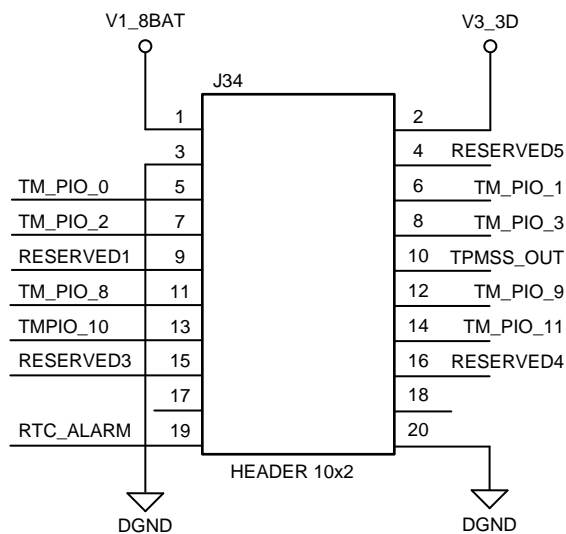 V1_8BAT V3_3D
J34
1 2
3 4 RESERVED5
TM_PIO_0 5 6 TM_PIO_1
TM_PIO_2 7 8 TM_PIO_3
RESERVED1 9 10 TPMSS_OUT
TM_PIO_8 11 12 TM_PIO_9
TMPIO_10 13 14 TM_PIO_11
RESERVED3 15 16 RESERVED4
17 18
RTC_ALARM 19 20
HEADER 10x2
DGND DGND